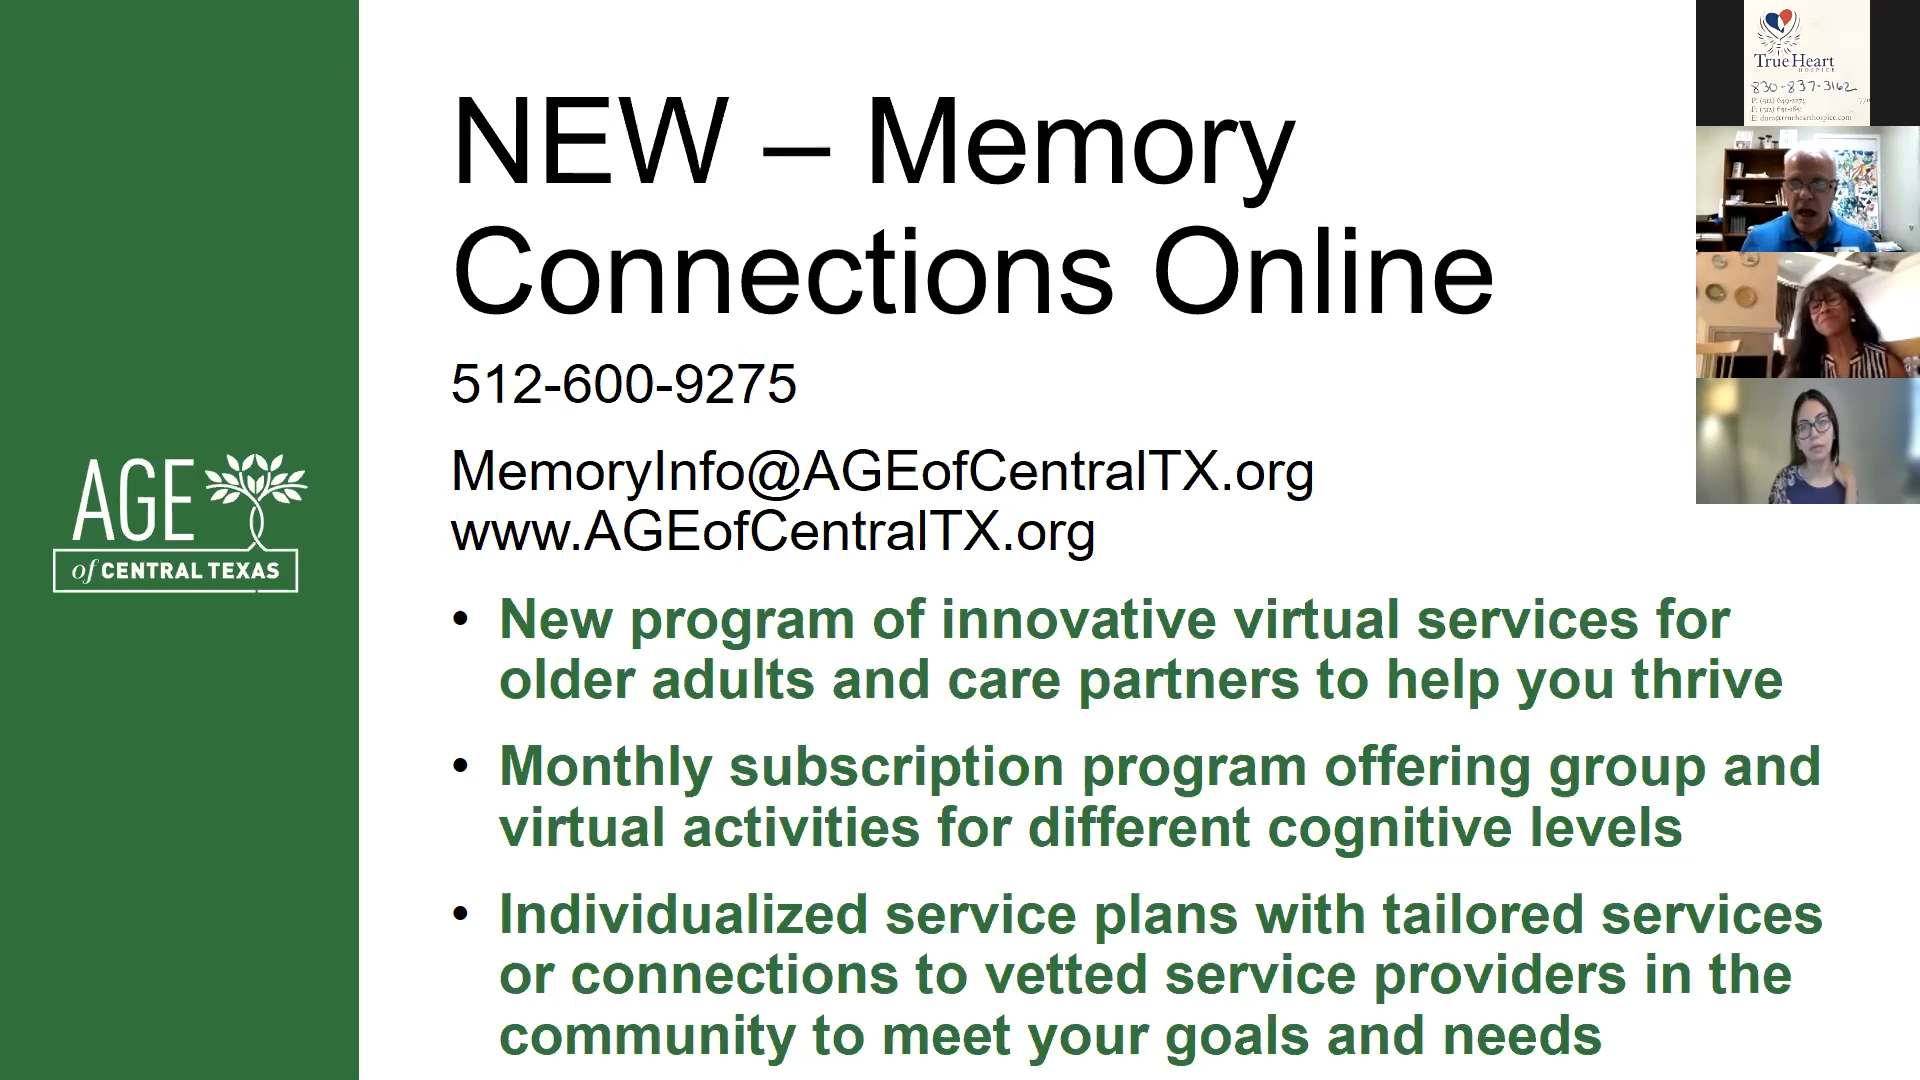 NEW – Memory
Connections Online
512-600-9275
MemoryInfo@AGEofCentralTX.org
www.AGEofCentralTX.org
• New program of innovative virtual services for
older adults and care partners to help you thrive
• Monthly subscription program offering group and
virtual activities for different cognitive levels
• Individualized service plans with tailored services
or connections to vetted service providers in the
community to meet your goals and needs
AGE
of CENTRAL TEXAS
True Heart
HOSPICE
830-837-3162